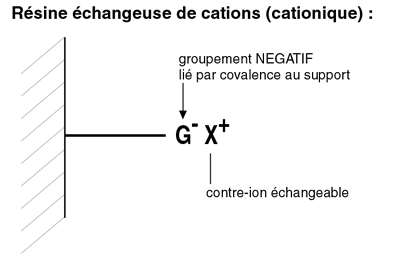 Résine échangeuse de cations (cationique) :
groupement NEGATIF
lié par covalence au support
G⁻ X⁺
contre-ion échangeable